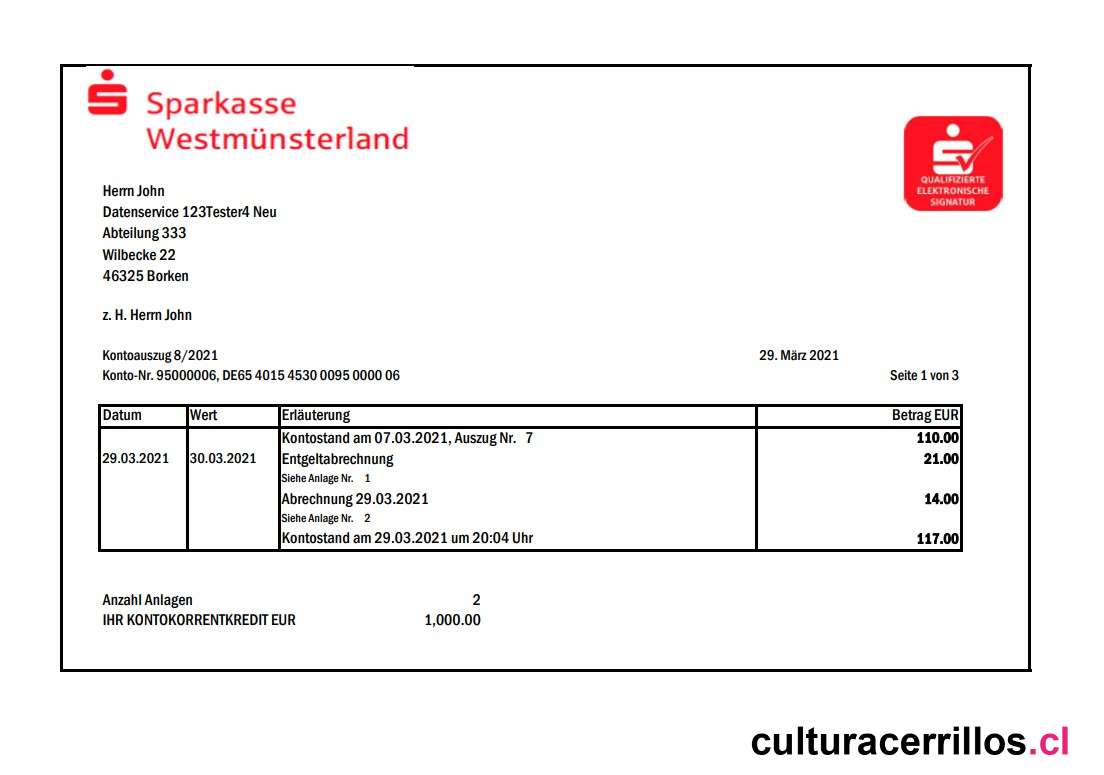 Sparkasse
Westmünsterland
QUALIFIZIERTE
ELEKTRONISCHE
SIGNATUR
Herrn John
Datenservice 123Tester4 Neu
Abteilung 333
Wilbecke 22
46325 Borken
z. H. Herrn John
Kontoauszug 8/2021 29. März 2021
Konto-Nr. 95000006, DE65 4015 4530 0095 0000 06 Seite 1 von 3
Datum Wert Erläuterung Betrag EUR
Kontostand am 07.03.2021, Auszug Nr. 7 110.00
29.03.2021 30.03.2021 Entgeltabrechnung 21.00
Siehe Anlage Nr. 1
Abrechnung 29.03.2021 14.00
Siehe Anlage Nr. 2
Kontostand am 29.03.2021 um 20:04 Uhr 117.00
Anzahl Anlagen 2
IHR KONTOKORRENTKREDIT EUR 1,000.00
culturacerrillos.cl